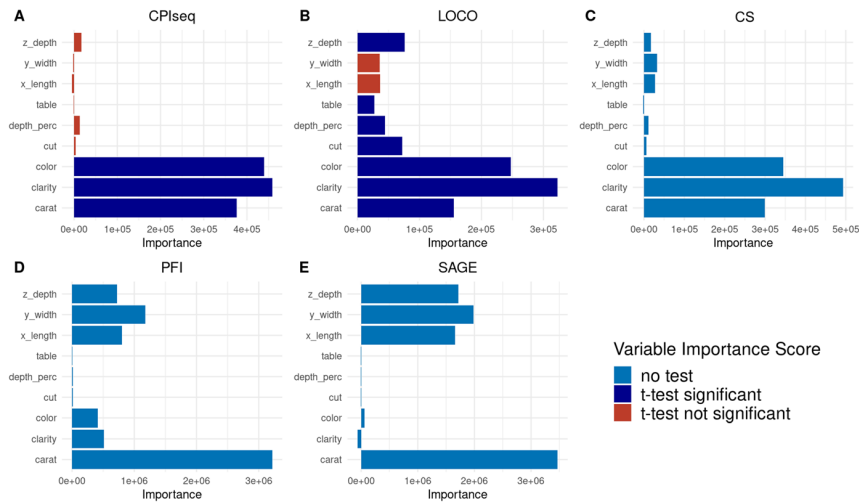 A CPIseq
z_depth
y_width
x_length
table
depth_perc
cut
color
clarity
carat
0e+00 1e+05 2e+05 3e+05 4e+05
Importance
B LOCO
z_depth
y_width
x_length
table
depth_perc
cut
color
clarity
carat
0e+00 1e+05 2e+05 3e+05
Importance
C CS
z_depth
y_width
x_length
table
depth_perc
cut
color
clarity
carat
0e+00 1e+05 2e+05 3e+05 4e+05 5e+05
Importance
D PFI
z_depth
y_width
x_length
table
depth_perc
cut
color
clarity
carat
0e+00 1e+06 2e+06 3e+06
Importance
E SAGE
z_depth
y_width
x_length
table
depth_perc
cut
color
clarity
carat
0e+00 1e+06 2e+06 3e+06
Importance
Variable Importance Score
no test
t-test significant
t-test not significant